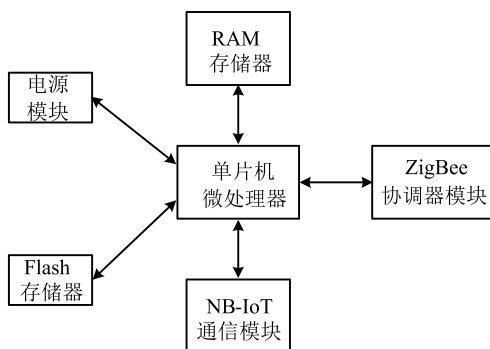 RAM
存储器
电源
模块
单片机
微处理器
ZigBee
协调器模块
Flash
存储器
NB-IoT
通信模块